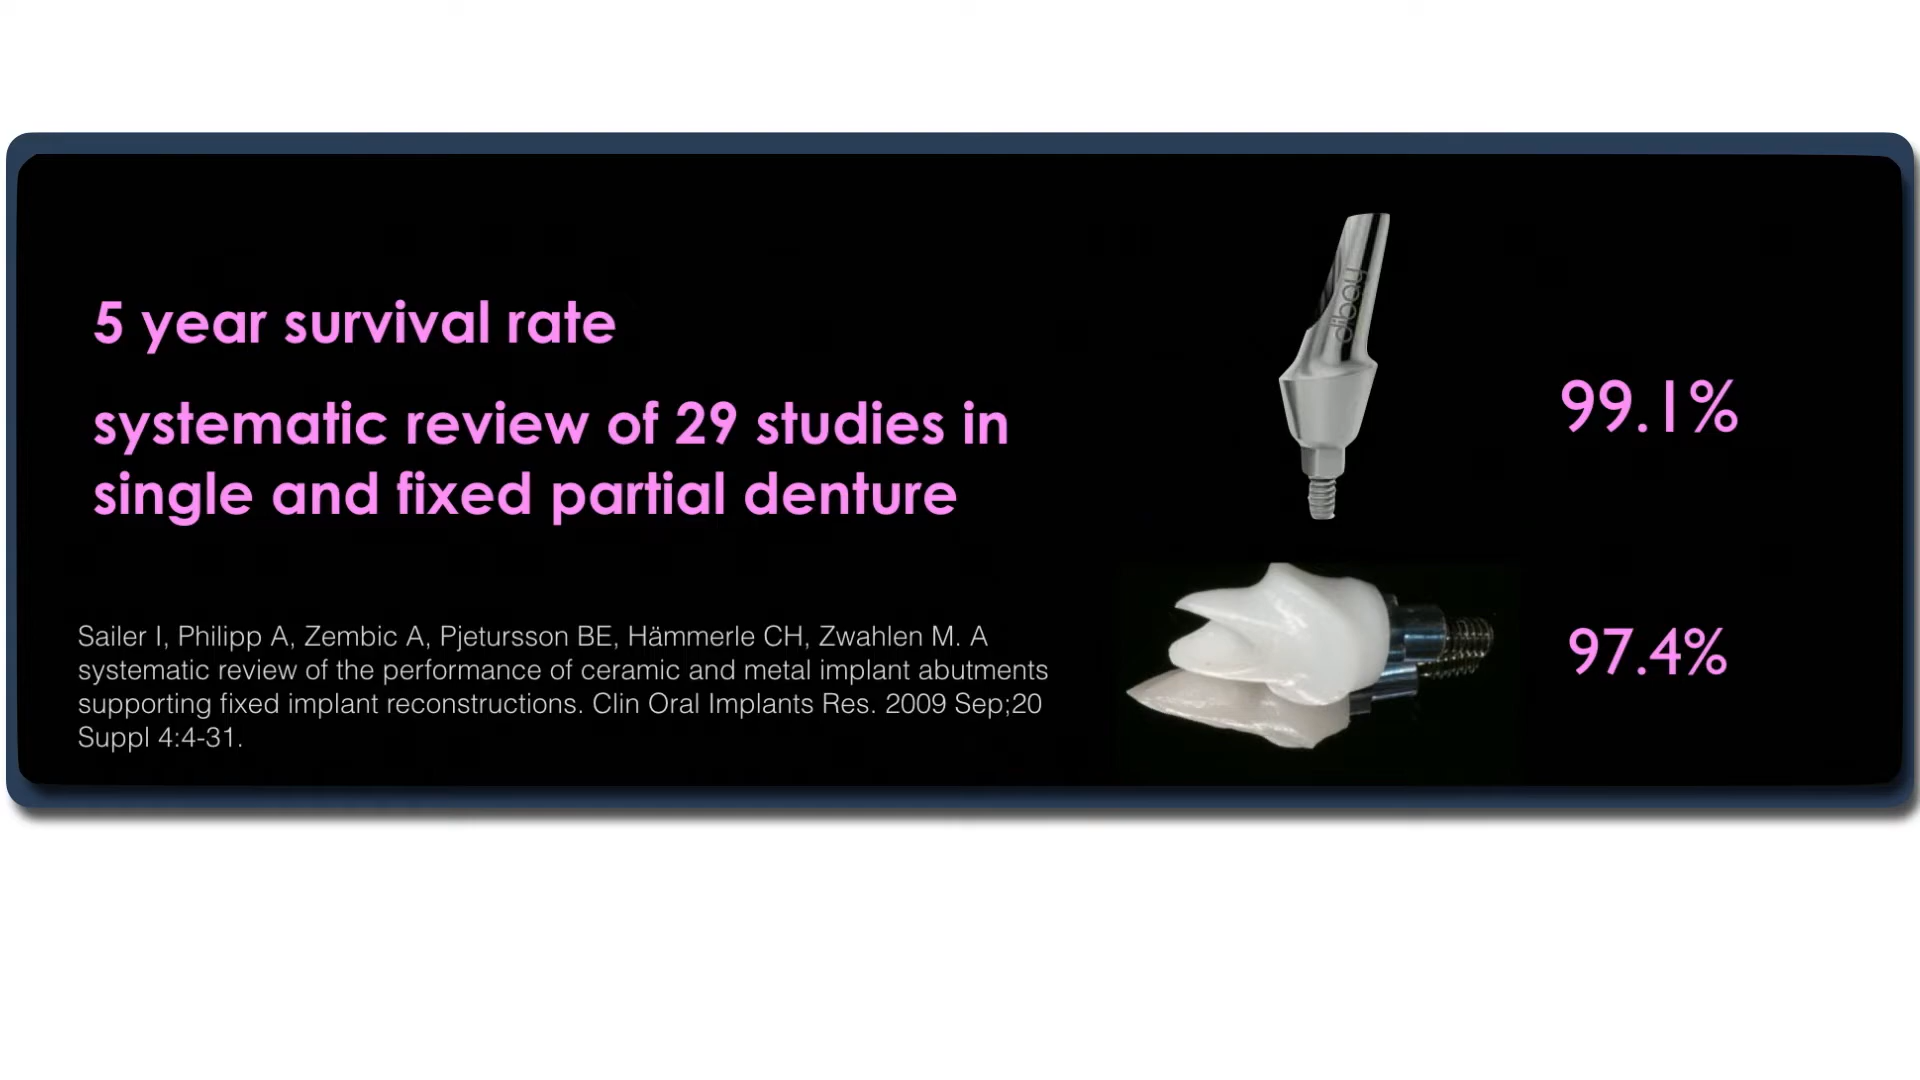 5 year survival rate
systematic review of 29 studies in
single and fixed partial denture
Sailer I, Philipp A, Zembic A, Pjetursson BE, Hämmerle CH, Zwahlen M. A
systematic review of the performance of ceramic and metal implant abutments
supporting fixed implant reconstructions. Clin Oral Implants Res. 2009 Sep;20
Suppl 4:4-31.
dibay
99.1%
97.4%